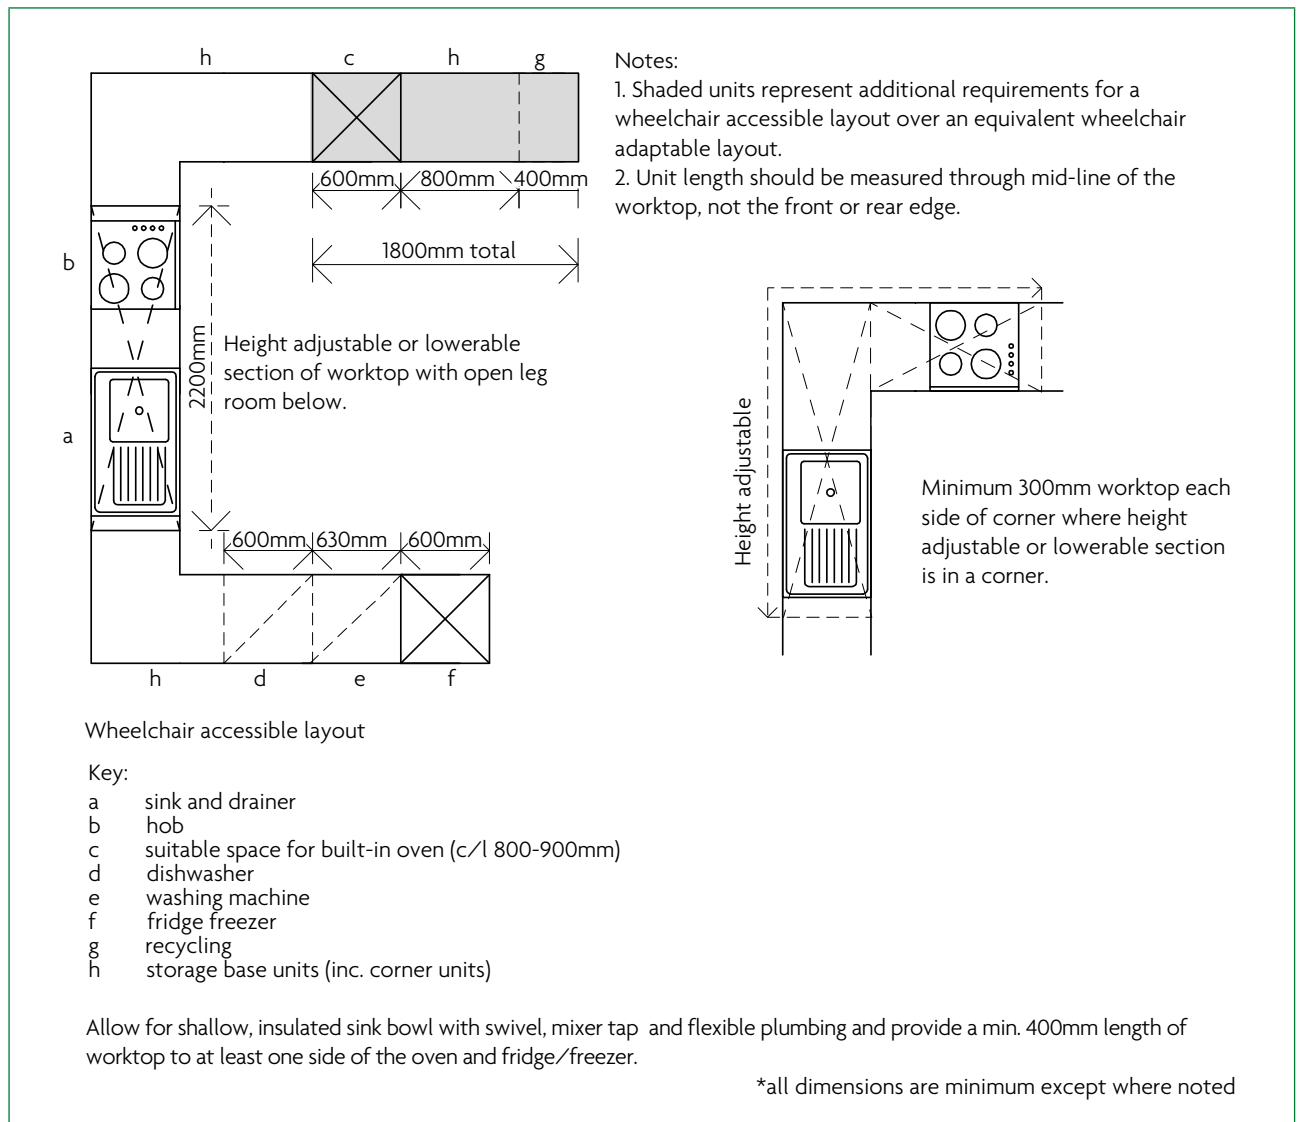 h
c
h
g
600mm
800mm
400mm
1800mm total
b
2200mm
Height adjustable or lowerable
section of worktop with open leg
room below.
a
600mm
630mm
600mm
h
d
e
f
Notes:
1. Shaded units represent additional requirements for a
wheelchair accessible layout over an equivalent wheelchair
adaptable layout.
2. Unit length should be measured through mid-line of the
worktop, not the front or rear edge.
Height adjustable
Minimum 300mm worktop each
side of corner where height
adjustable or lowerable section
is in a corner.
Wheelchair accessible layout
Key:
a sink and drainer
b hob
c suitable space for built-in oven (c/l 800-900mm)
d dishwasher
e washing machine
f fridge freezer
g recycling
h storage base units (inc. corner units)
Allow for shallow, insulated sink bowl with swivel, mixer tap and flexible plumbing and provide a min. 400mm length of
worktop to at least one side of the oven and fridge/freezer.
*all dimensions are minimum except where noted